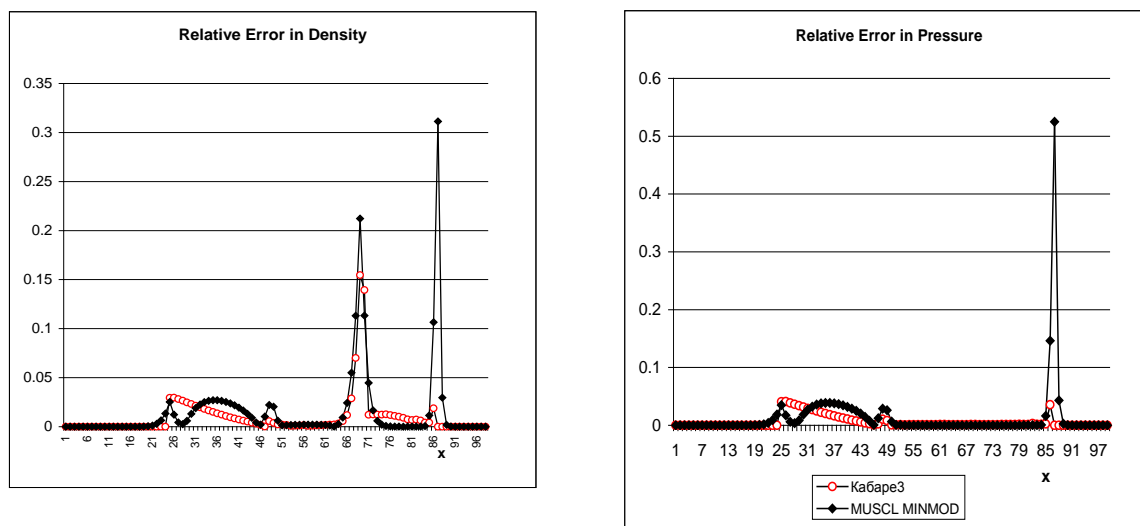 Relative Error in Density
0.35
0.3
0.25
0.2
0.15
0.1
0.05
0
1 6 11 16 21 26 31 36 41 46 51 56 61 66 71 76 81 86 91 96
x
Relative Error in Pressure
0.6
0.5
0.4
0.3
0.2
0.1
0
1 7 13 19 25 31 37 43 49 55 61 67 73 79 85 91 97
x
Кабаре3
MUSCL MINMOD